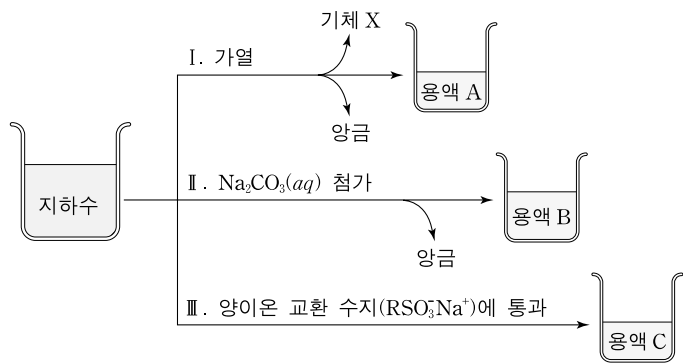 기체 X
Ⅰ. 가열
용액 A
앙금
지하수
Ⅱ. Na₂CO₃(aq) 첨가
용액 B
앙금
Ⅲ. 양이온 교환 수지(RSO₃⁻Na⁺)에 통과
용액 C